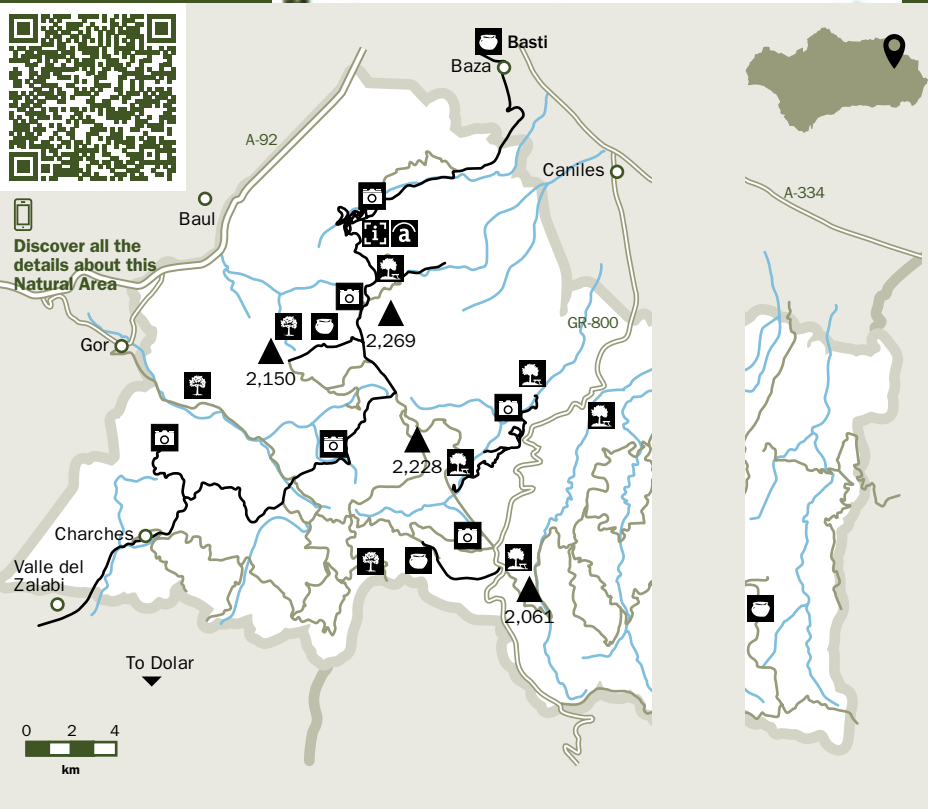 Basti
Baza
A-92
Caniles
A-334
Baul
i a
Discover all the
details about this
Natural Area
GR-800
Gor
2,269
2,150
2,228
Charches
Valle del
Zalabi
2,061
To Dolar
0 2 4
km